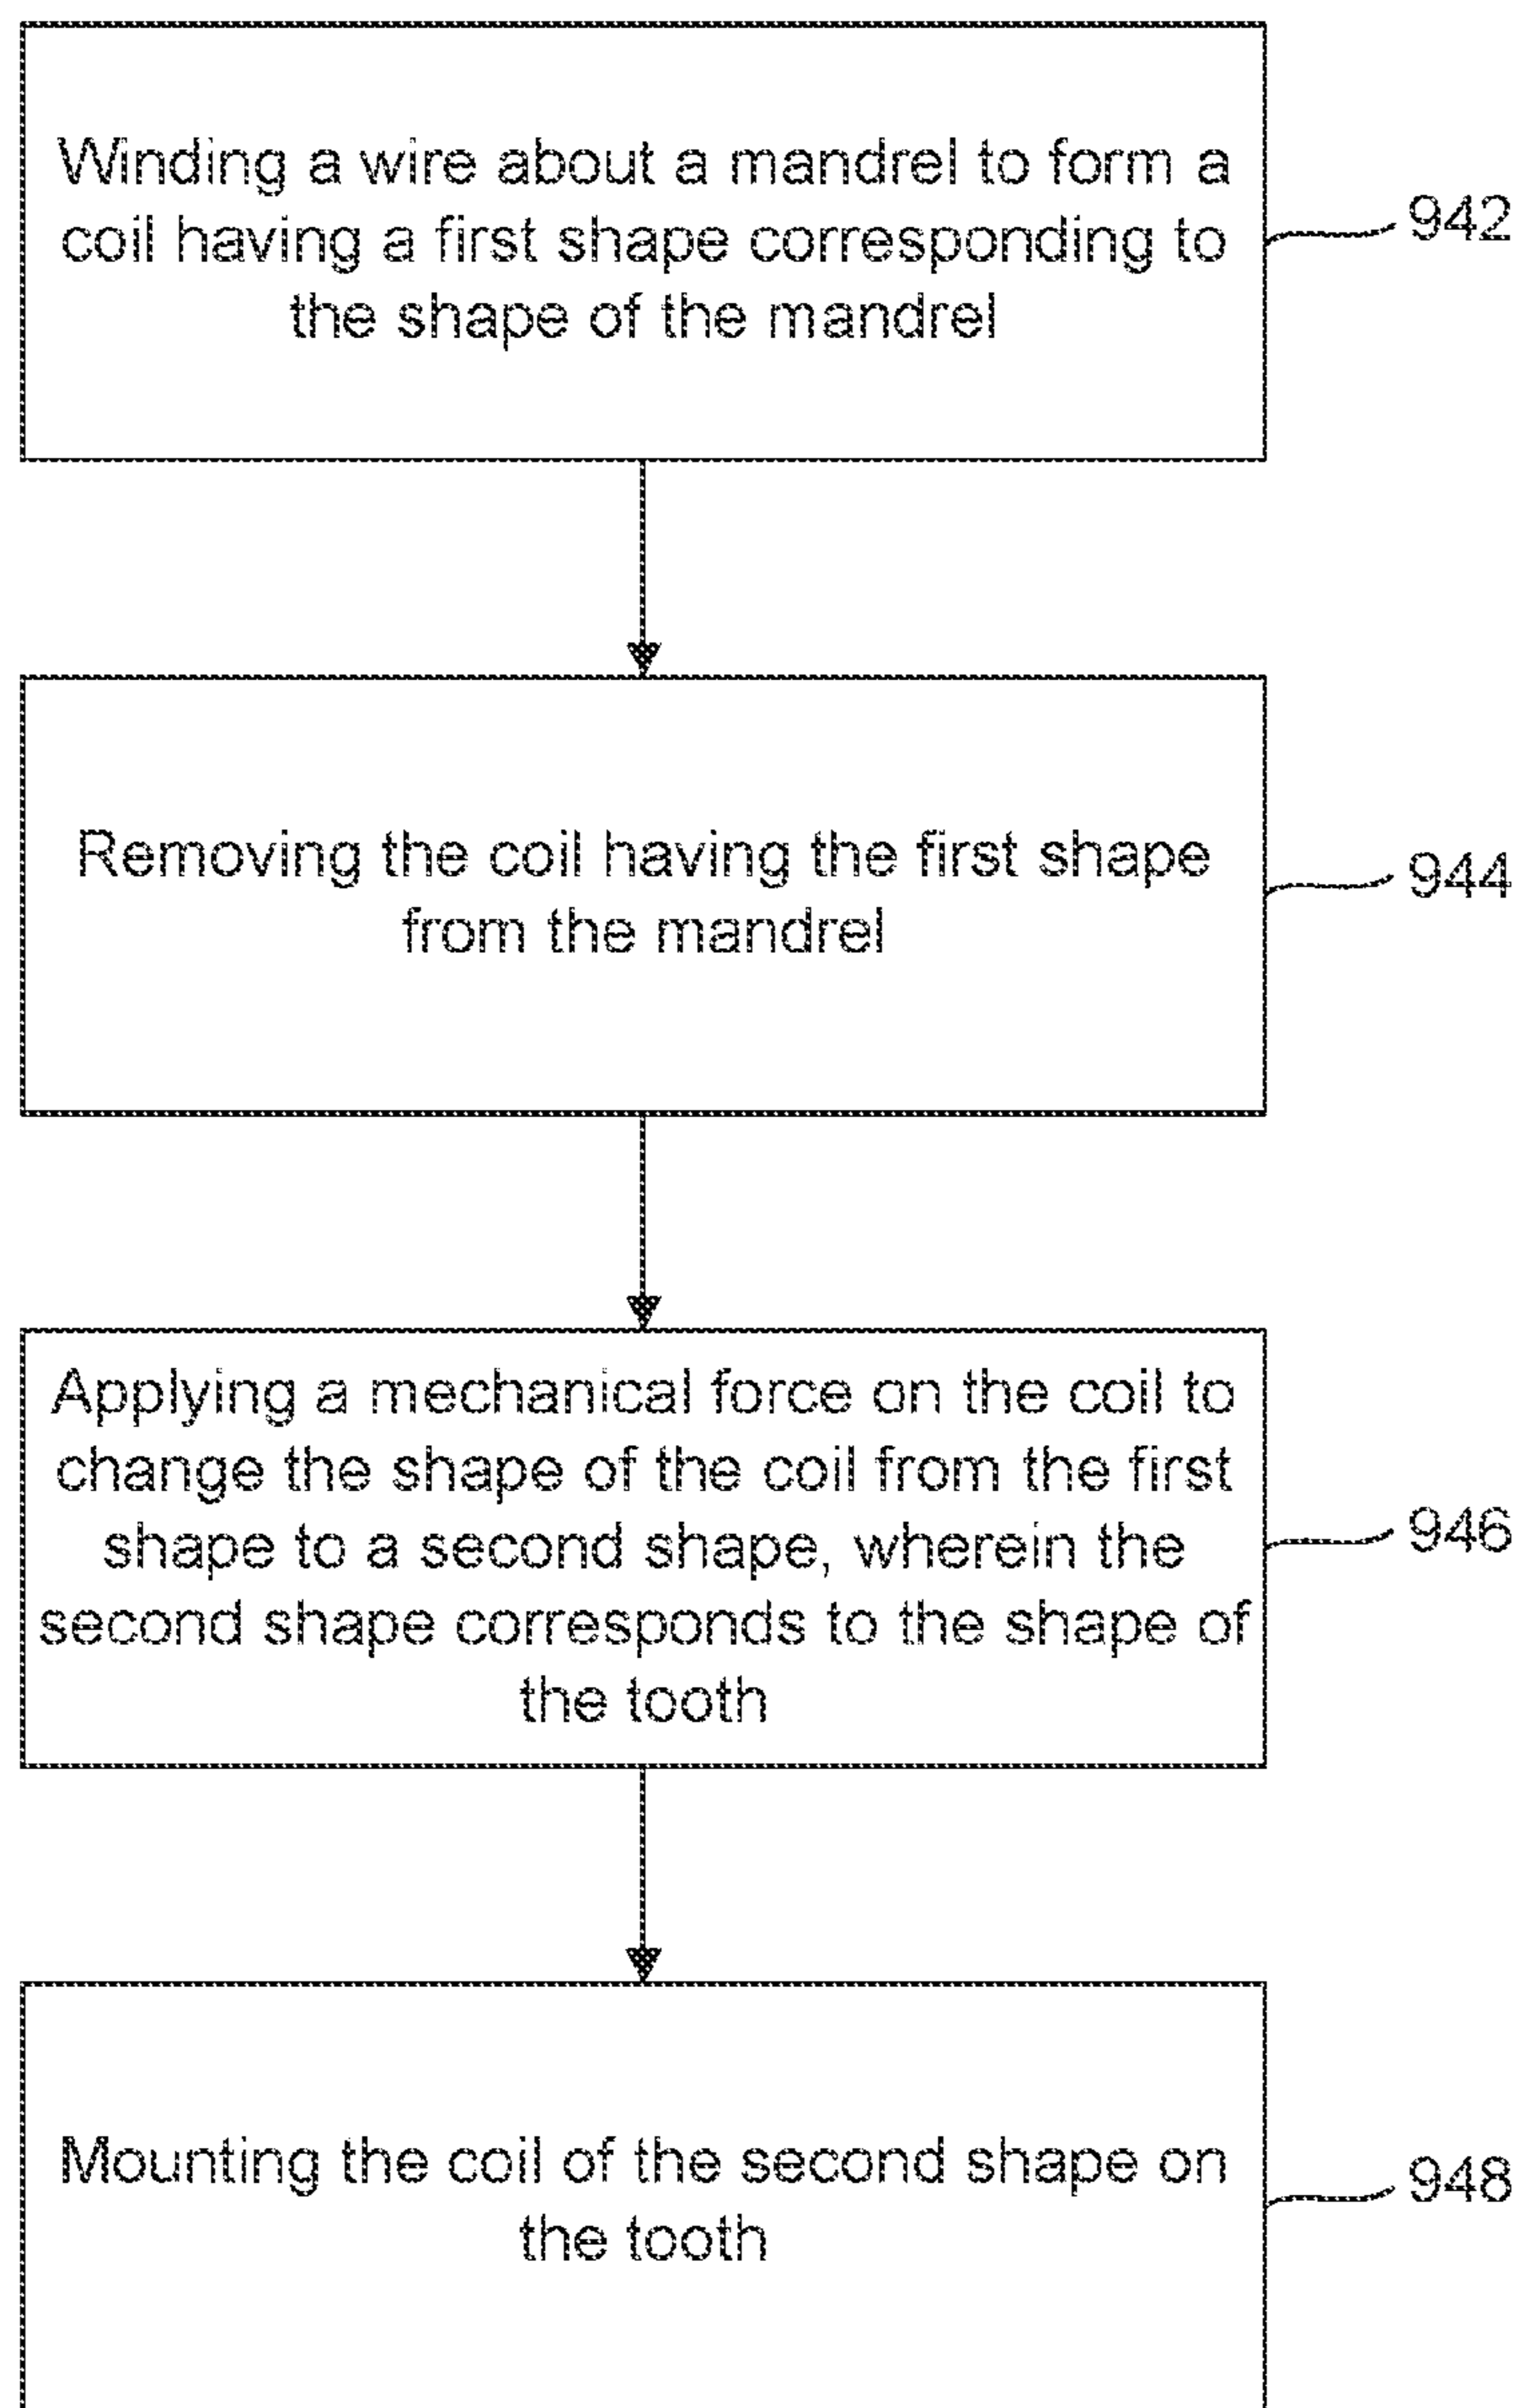 Winding a wire about a mandrel to form a
coil having a first shape corresponding to
the shape of the mandrel
942
Removing the coil having the first shape
from the mandrel
944
Applying a mechanical force on the coil to
change the shape of the coil from the first
shape to a second shape, wherein the
second shape corresponds to the shape of
the tooth
946
Mounting the coil of the second shape on
the tooth
948